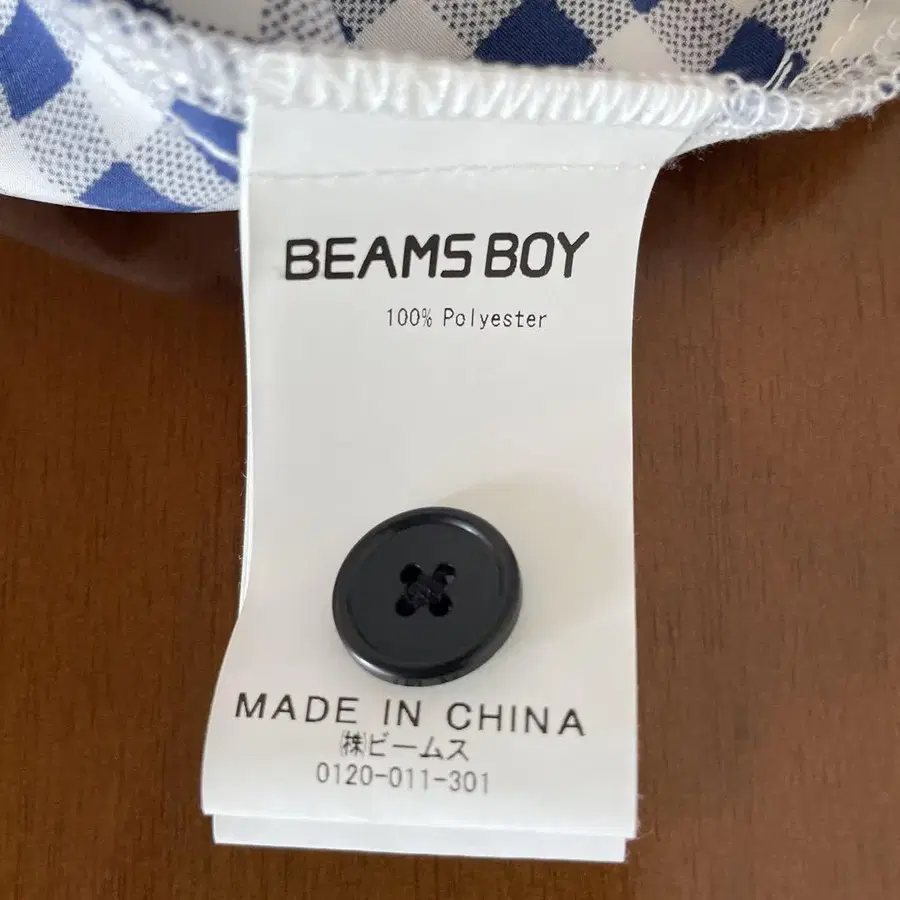 BEAMS BOY
100% Polyester
MADE IN CHINA
㈱ビームス
0120-011-301